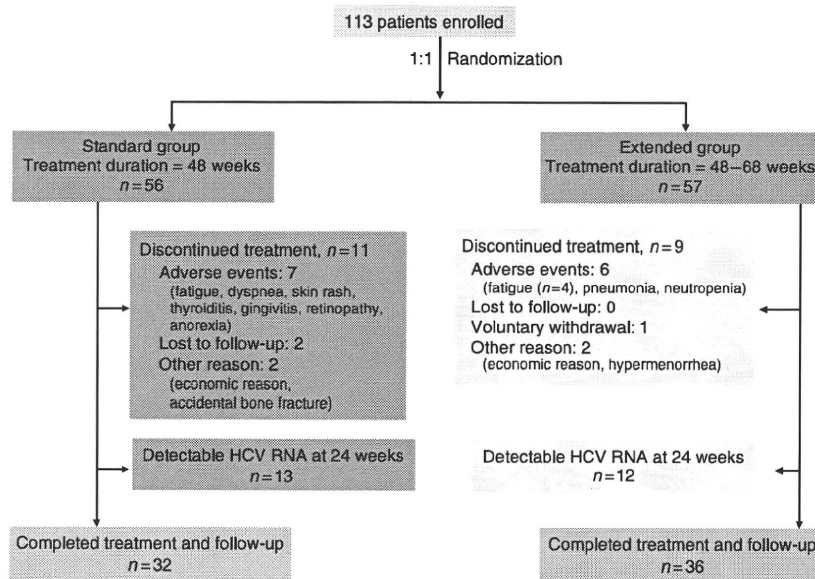 113 patients enrolled
1:1 Randomization
Standard group
Treatment duration = 48 weeks
n=56
Extended group
Treatment duration = 48–68 weeks
n=57
Discontinued treatment, n=11
Adverse events: 7
(fatigue, dyspnea, skin rash,
thyroiditis, gingivitis, retinopathy,
anorexia)
Lost to follow-up: 2
Other reason: 2
(economic reason,
accidental bone fracture)
Discontinued treatment, n=9
Adverse events: 6
(fatigue (n=4), pneumonia, neutropenia)
Lost to follow-up: 0
Voluntary withdrawal: 1
Other reason: 2
(economic reason, hypermenorrhea)
Detectable HCV RNA at 24 weeks
n=13
Detectable HCV RNA at 24 weeks
n=12
Completed treatment and follow-up
n=32
Completed treatment and follow-up
n=36